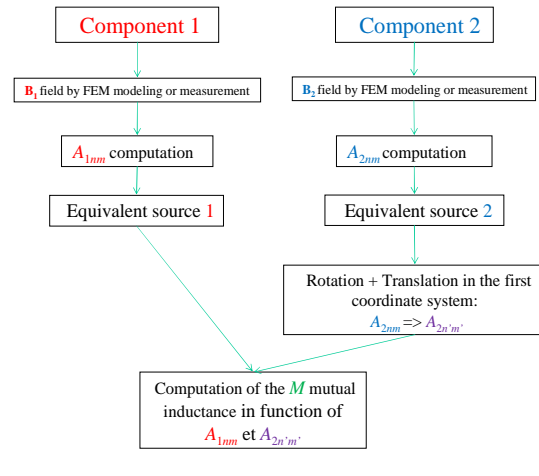 Component 1
B₁ field by FEM modeling or measurement
A₁ₙₘ computation
Equivalent source 1
Component 2
B₂ field by FEM modeling or measurement
A₂ₙₘ computation
Equivalent source 2
Rotation + Translation in the first
coordinate system:
A₂ₙₘ => A₂ₙ'ₘ'
Computation of the M mutual
inductance in function of
A₁ₙₘ et A₂ₙ'ₘ'